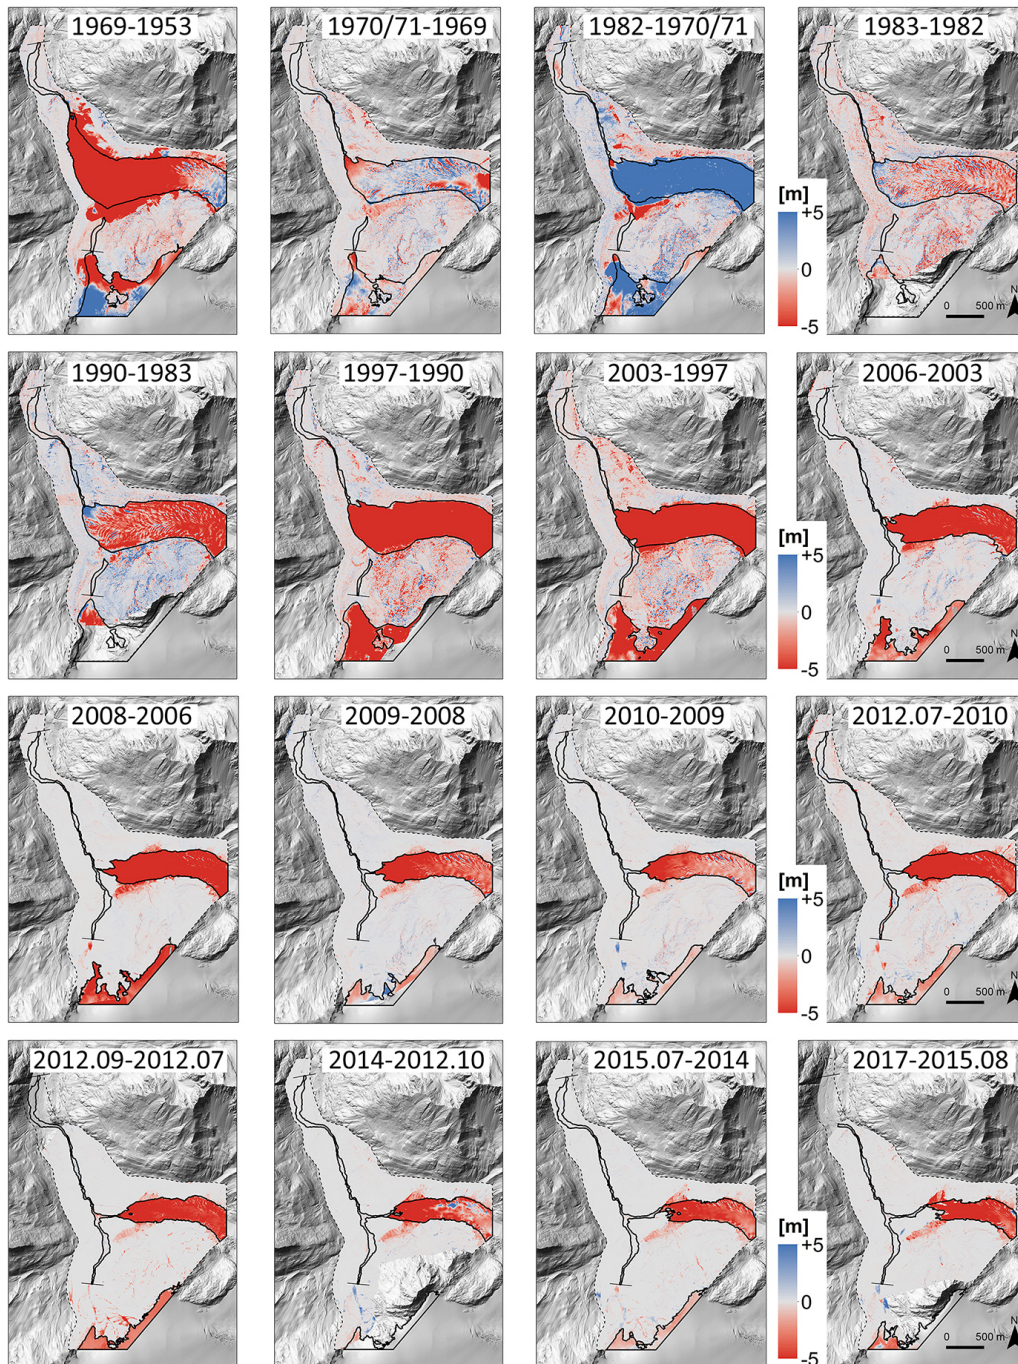 1969-1953
1970/71-1969
1982-1970/71
1983-1982
[m]
+5
0
-5
N
0 500 m
1990-1983
1997-1990
2003-1997
2006-2003
[m]
+5
0
-5
N
0 500 m
2008-2006
2009-2008
2010-2009
2012.07-2010
[m]
+5
0
-5
N
0 500 m
2012.09-2012.07
2014-2012.10
2015.07-2014
2017-2015.08
[m]
+5
0
-5
N
0 500 m